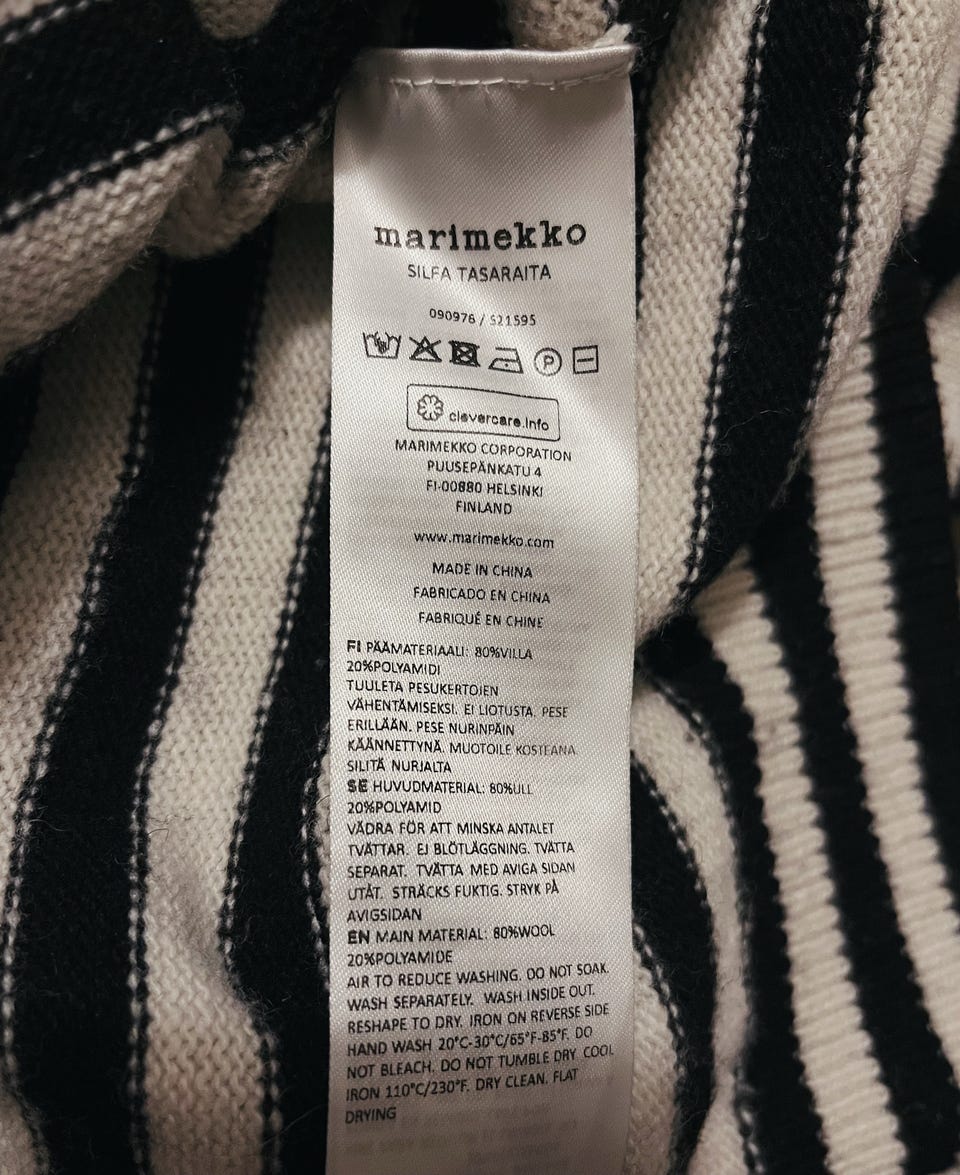 marimekko
SILFA TASARAITA
090976 / S21595
P
clevercare.info
MARIMEKKO CORPORATION
PUUSEPÄNKATU 4
FI-00880 HELSINKI
FINLAND
www.marimekko.com
MADE IN CHINA
FABRICADO EN CHINA
FABRIQUÉ EN CHINE
FI PÄÄMATERIAALI: 80%VILLA
20%POLYAMIDI
TUULETA PESUKERTOJEN
VÄHENTÄMISEKSI. EI LIOTUSTA. PESE
ERILLÄÄN. PESE NURINPÄIN
KÄÄNNETTYNÄ. MUOTOILE KOSTEANA.
SILITÄ NURJALTA
SE HUVUDMATERIAL: 80%ULL
20%POLYAMID
VÄDRA FÖR ATT MINSKA ANTALET
TVÄTTAR. EJ BLÖTLÄGGNING. TVÄTTA
SEPARAT. TVÄTTA MED AVIGA SIDAN
UTÅT. STRÄCKS FUKTIG. STRYK PÅ
AVIGSIDAN
EN MAIN MATERIAL: 80%WOOL
20%POLYAMIDE
AIR TO REDUCE WASHING. DO NOT SOAK.
WASH SEPARATELY. WASH INSIDE OUT.
RESHAPE TO DRY. IRON ON REVERSE SIDE
HAND WASH 20°C-30°C/65°F-85°F. DO
NOT BLEACH. DO NOT TUMBLE DRY. COOL
IRON 110°C/230°F. DRY CLEAN. FLAT
DRYING